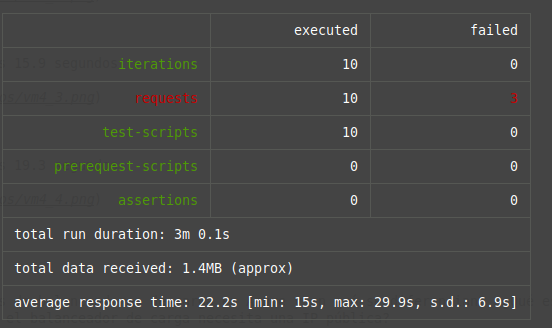 executed failed
iterations 10 0
requests 10 3
test-scripts 10 0
prerequest-scripts 0 0
assertions 0 0
total run duration: 3m 0.1s
total data received: 1.4MB (approx)
average response time: 22.2s [min: 15s, max: 29.9s, s.d.: 6.9s]